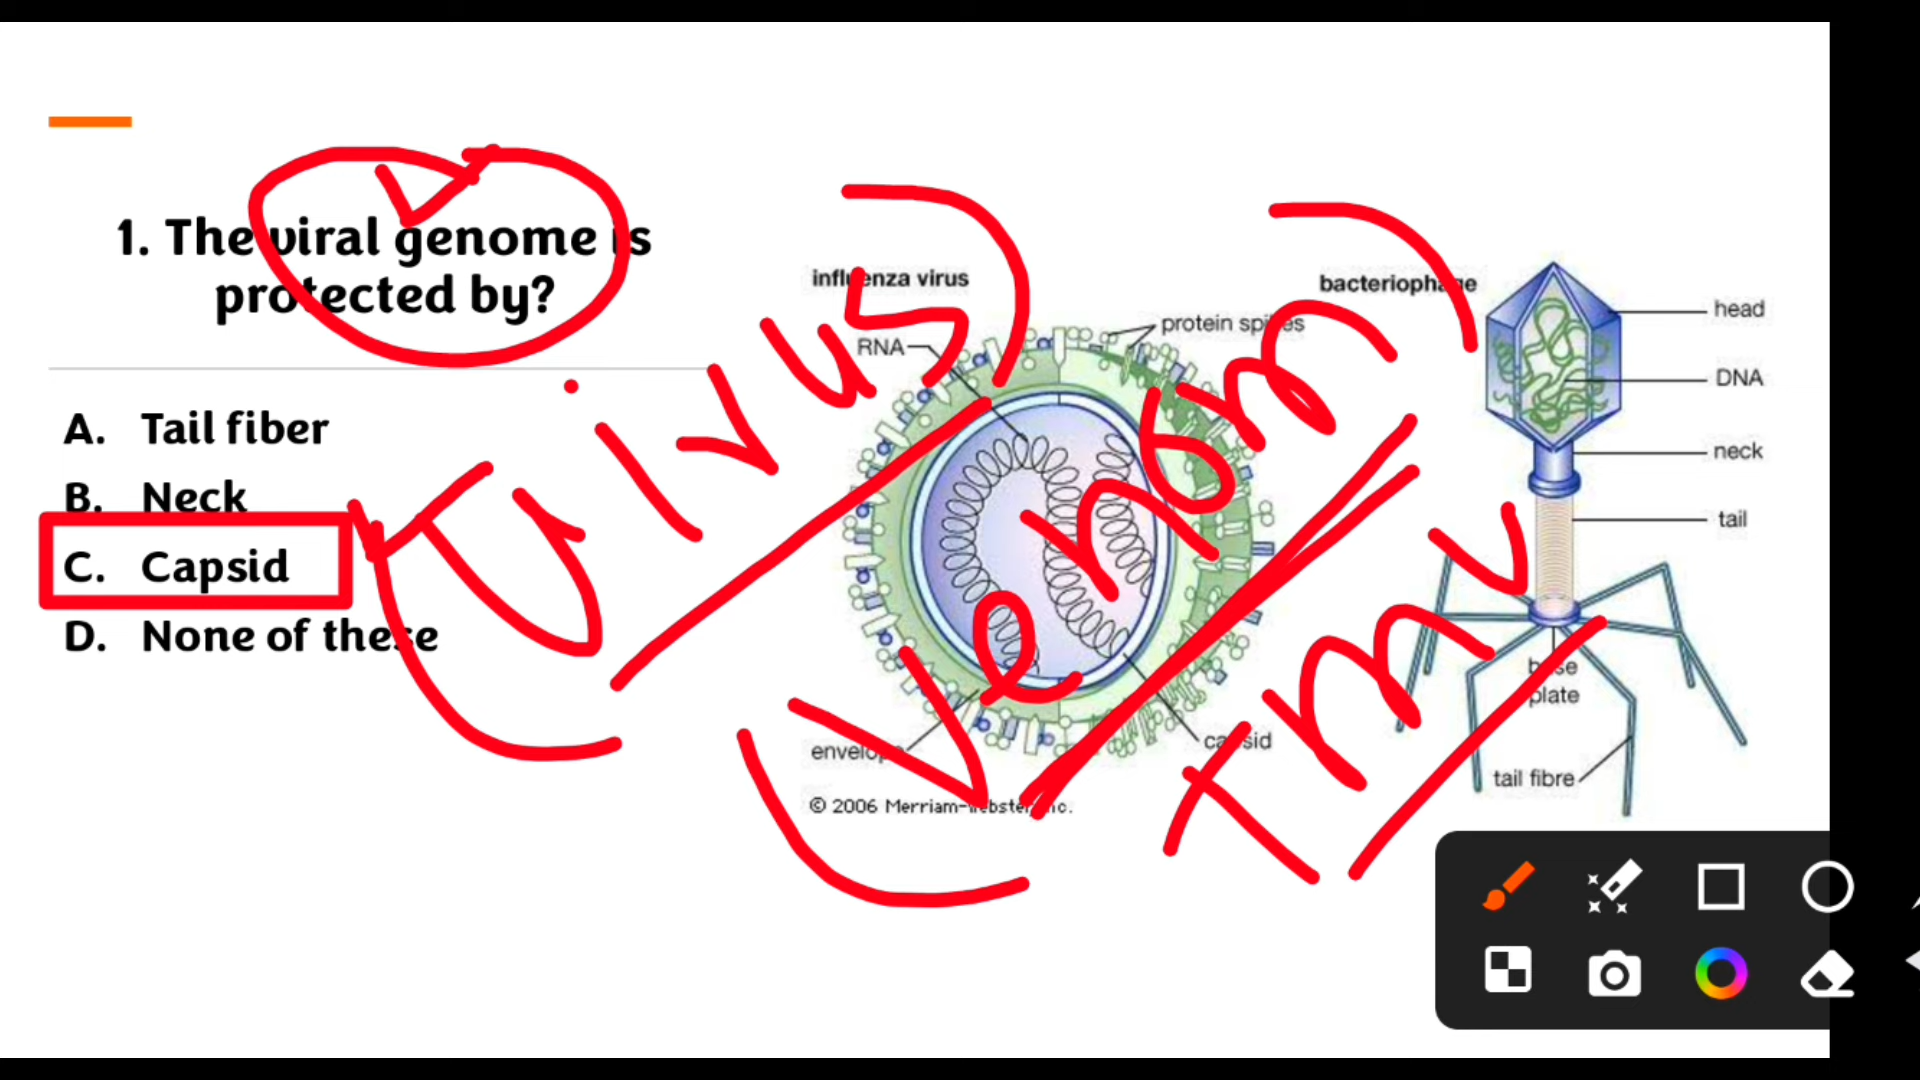 1. The viral genome is
protected by?
A. Tail fiber
B. Neck
C. Capsid
D. None of these
(Virus)
(Venom)
TMV
influenza virus
RNA
protein spikes
envelope
capsid
© 2006 Merriam-Webster, Inc.
bacteriophage
head
DNA
neck
tail
base
plate
tail fibre